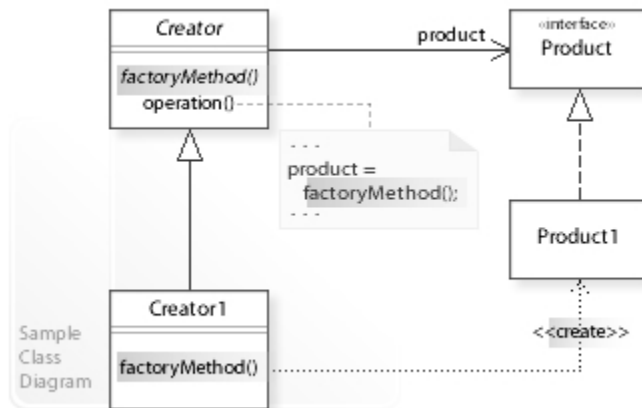 Creator
factoryMethod()
operation()
product
«interface»
Product
- - -
product =
factoryMethod();
- - -
Product1
Creator1
factoryMethod()
<<create>>
Sample
Class
Diagram